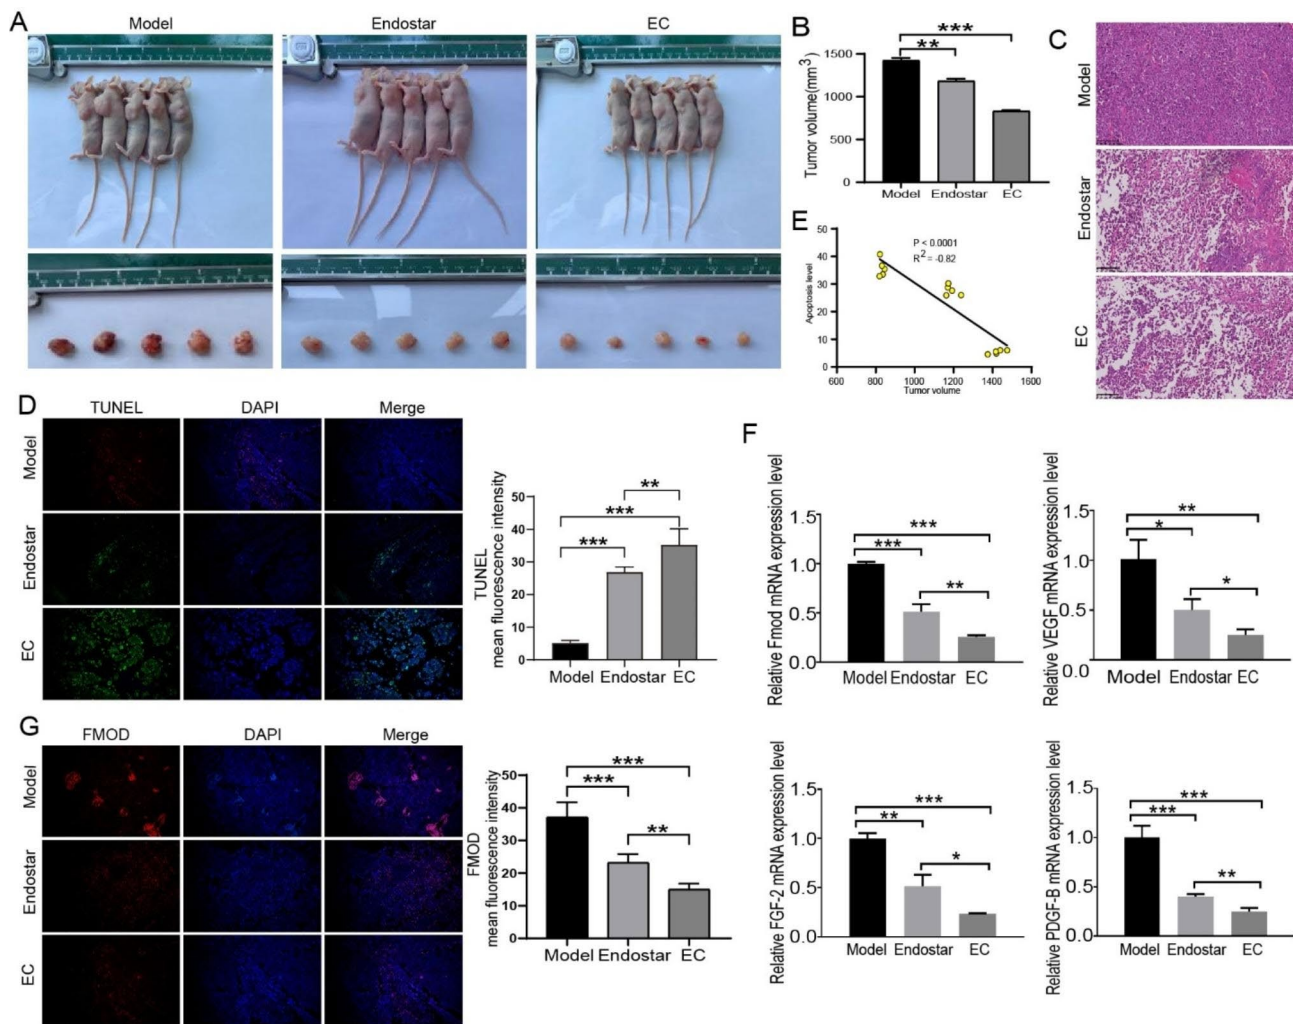 A
Model
Endostar
EC
B
Tumor volume(mm3)
1500
1000
500
0
***
**
Model
Endostar
EC
C
Model
Endostar
EC
E
Apoptosis level
50
40
30
20
10
0
P < 0.0001
R2 = -0.82
600
800
1000
1200
1400
1600
Tumor volume
D
TUNEL
DAPI
Merge
Model
Endostar
EC
TUNEL
mean fluorescence intensity
50
40
30
20
10
0
**
***
***
Model
Endostar
EC
F
Relative Fmod mRNA expression level
1.5
1.0
0.5
0.0
***
***
**
Model
Endostar
EC
Relative VEGF mRNA expression level
1.5
1.0
0.5
0.0
**
*
*
Model
Endostar
EC
G
FMOD
DAPI
Merge
Model
Endostar
EC
FMOD
mean fluorescence intensity
50
40
30
20
10
0
***
***
**
Model
Endostar
EC
Relative FGF-2 mRNA expression level
1.5
1.0
0.5
0.0
***
**
*
Model
Endostar
EC
Relative PDGF-B mRNA expression level
1.5
1.0
0.5
0.0
***
***
**
Model
Endostar
EC